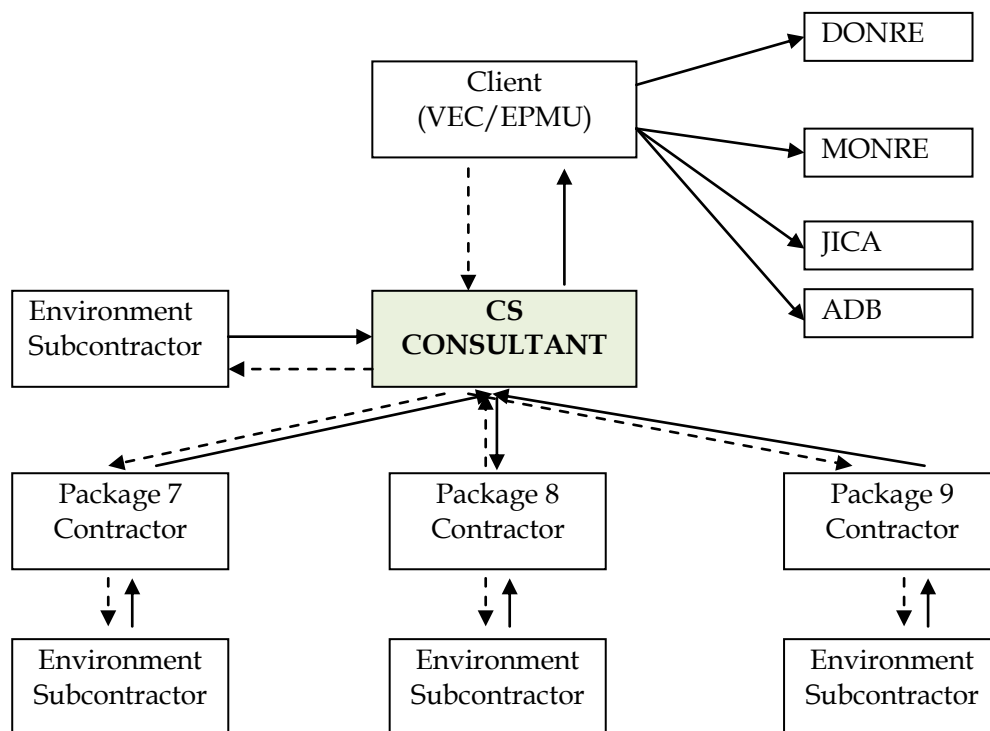 DONRE
Client
(VEC/EPMU)
MONRE
JICA
ADB
Environment
Subcontractor
CS
CONSULTANT
Package 7
Contractor
Package 8
Contractor
Package 9
Contractor
Environment
Subcontractor
Environment
Subcontractor
Environment
Subcontractor